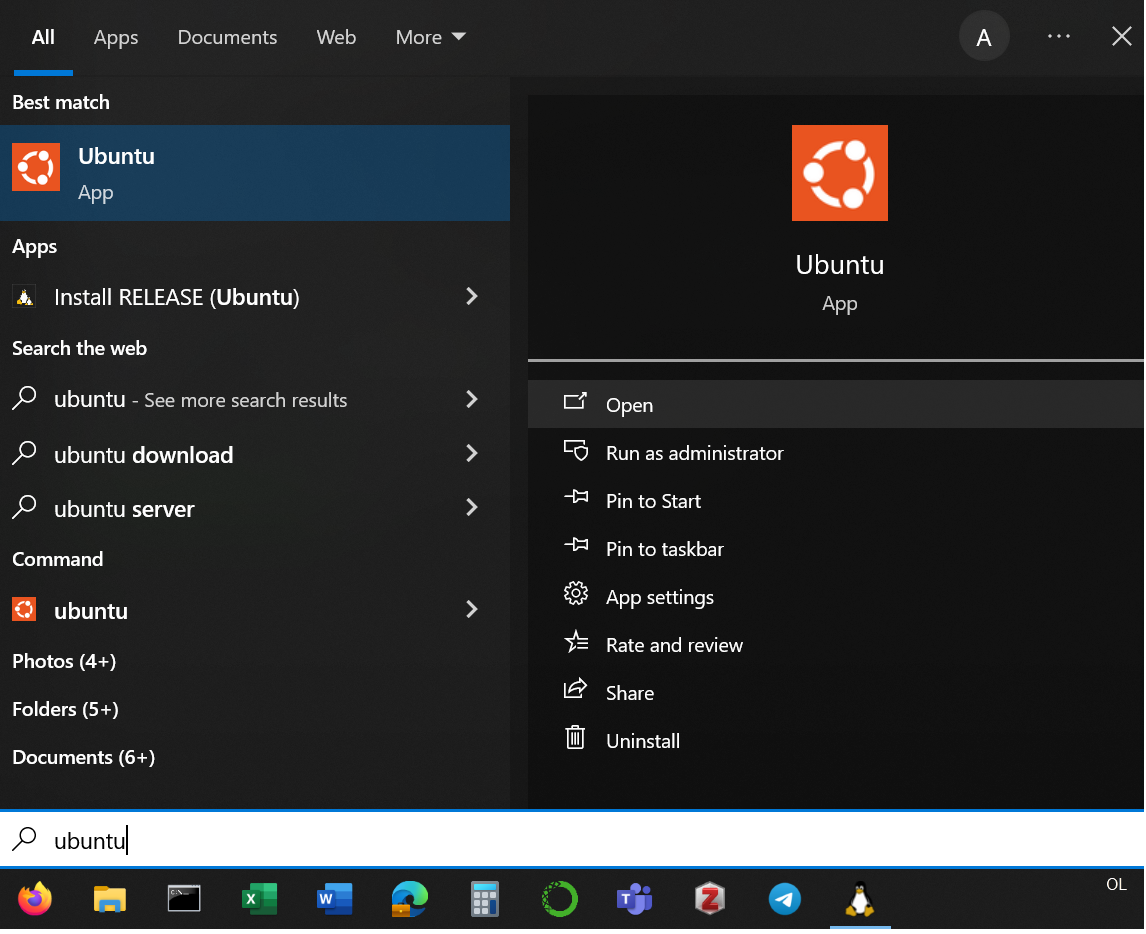 All Apps Documents Web More A
Best match
Ubuntu
App
Apps
Install RELEASE (Ubuntu)
Search the web
ubuntu - See more search results
ubuntu download
ubuntu server
Command
ubuntu
Photos (4+)
Folders (5+)
Documents (6+)
Ubuntu
App
Open
Run as administrator
Pin to Start
Pin to taskbar
App settings
Rate and review
Share
Uninstall
ubuntu
C:\_ X W T Z OL